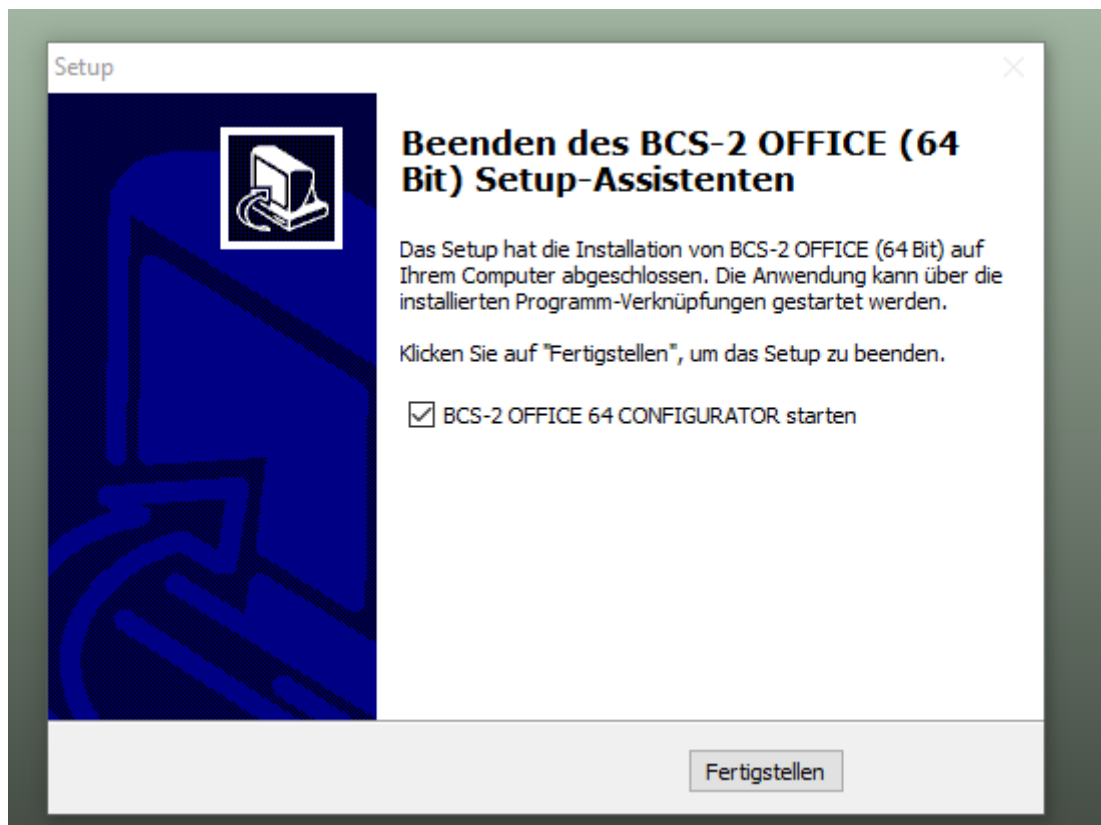 Setup
Beenden des BCS-2 OFFICE (64
Bit) Setup-Assistenten
Das Setup hat die Installation von BCS-2 OFFICE (64 Bit) auf
Ihrem Computer abgeschlossen. Die Anwendung kann über die
installierten Programm-Verknüpfungen gestartet werden.
Klicken Sie auf "Fertigstellen", um das Setup zu beenden.
BCS-2 OFFICE 64 CONFIGURATOR starten
Fertigstellen